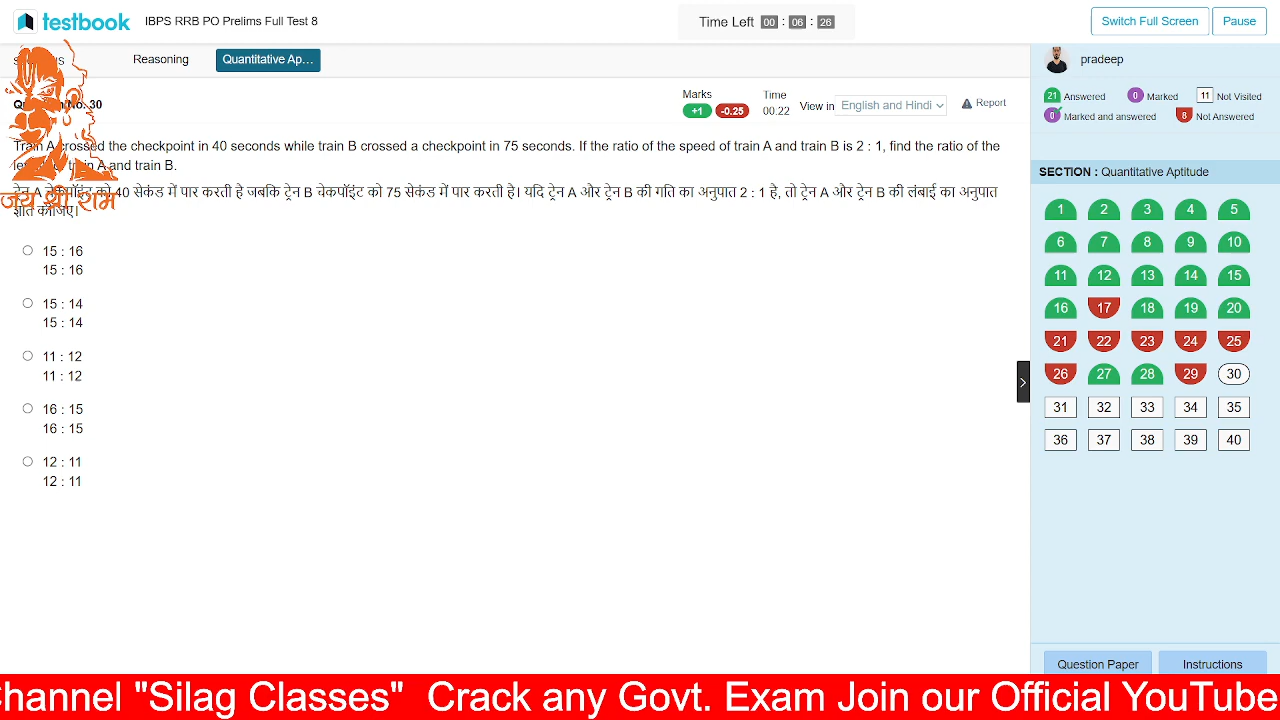 testbook
IBPS RRB PO Prelims Full Test 8
Time Left 00 : 06 : 26
Switch Full Screen
Pause
Reasoning
Quantitative Ap...
pradeep
No. 30
Marks
+1 -0.25
Time
00:22
View in English and Hindi
Report
21 Answered
0 Marked
11 Not Visited
0 Marked and answered
8 Not Answered
Train A crossed the checkpoint in 40 seconds while train B crossed a checkpoint in 75 seconds. If the ratio of the speed of train A and train B is 2 : 1, find the ratio of the
train A and train B.
ट्रेन A चेकपॉइंट को 40 सेकंड में पार करती है जबकि ट्रेन B चेकपॉइंट को 75 सेकंड में पार करती है। यदि ट्रेन A और ट्रेन B की गति का अनुपात 2 : 1 है, तो ट्रेन A और ट्रेन B की लंबाई का अनुपात
ज्ञात कीजिए।
जय श्री राम
15 : 16
15 : 16
15 : 14
15 : 14
11 : 12
11 : 12
16 : 15
16 : 15
12 : 11
12 : 11
SECTION : Quantitative Aptitude
1 2 3 4 5
6 7 8 9 10
11 12 13 14 15
16 17 18 19 20
21 22 23 24 25
26 27 28 29 30
31 32 33 34 35
36 37 38 39 40
Question Paper
Instructions
hannel "Silag Classes" Crack any Govt. Exam Join our Official YouTube